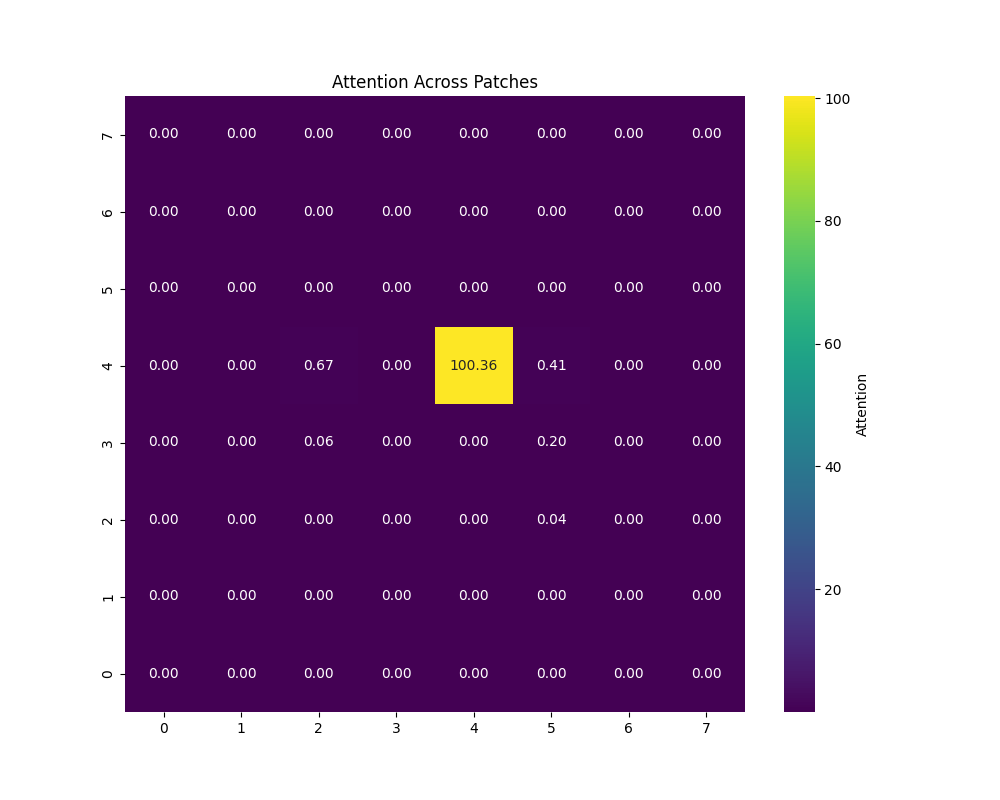 Attention Across Patches
7 0.00 0.00 0.00 0.00 0.00 0.00 0.00 0.00
6 0.00 0.00 0.00 0.00 0.00 0.00 0.00 0.00
5 0.00 0.00 0.00 0.00 0.00 0.00 0.00 0.00
4 0.00 0.00 0.67 0.00 100.36 0.41 0.00 0.00
3 0.00 0.00 0.06 0.00 0.00 0.20 0.00 0.00
2 0.00 0.00 0.00 0.00 0.00 0.04 0.00 0.00
1 0.00 0.00 0.00 0.00 0.00 0.00 0.00 0.00
0 0.00 0.00 0.00 0.00 0.00 0.00 0.00 0.00
0 1 2 3 4 5 6 7
100
80
60
40
20
Attention